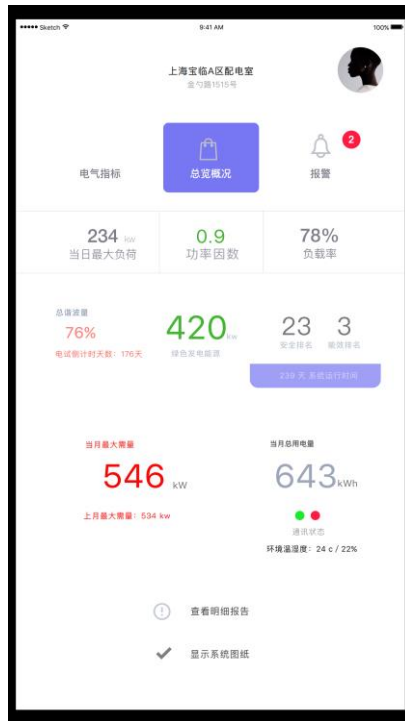 Sketch
9:41 AM
100%
上海宝临A区配电室
金勺路1515号
电气指标
总览概况
报警
2
234 kw
0.9
78%
当日最大负荷
功率因数
负载率
总谐波量
76%
电试倒计时天数：176天
420 kw
绿色发电能源
23
3
安全排名
能效排名
239 天 系统运行时间
当月最大需量
546 kW
上月最大需量：534 kw
当月总用电量
643 kWh
通讯状态
环境温湿度：24 c / 22%
查看明细报告
显示系统图纸